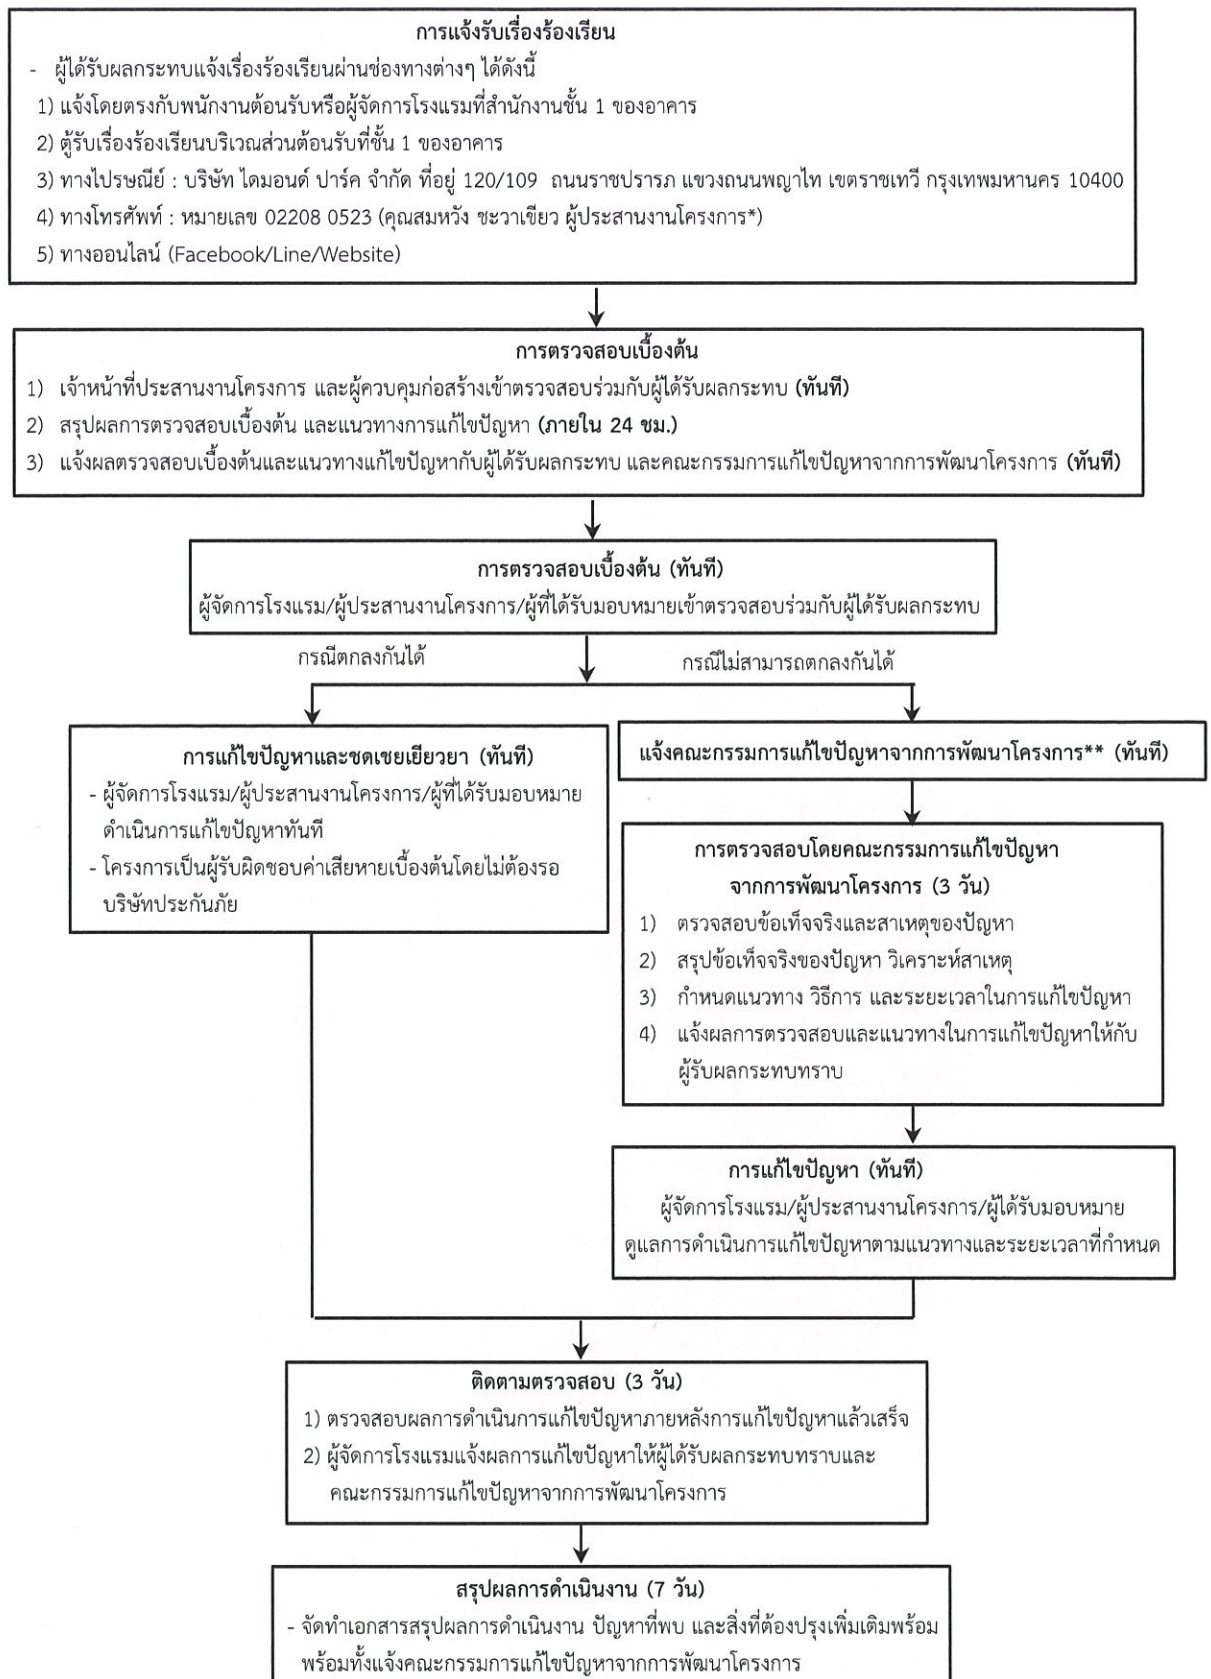 การแจ้งรับเรื่องร้องเรียน
- ผู้ได้รับผลกระทบแจ้งเรื่องร้องเรียนผ่านช่องทางต่างๆ ได้ดังนี้
1) แจ้งโดยตรงกับพนักงานต้อนรับหรือผู้จัดการโรงแรมที่สำนักงานชั้น 1 ของอาคาร
2) ตู้รับเรื่องร้องเรียนบริเวณส่วนต้อนรับที่ชั้น 1 ของอาคาร
3) ทางไปรษณีย์ : บริษัท ไดมอนด์ ปาร์ค จำกัด ที่อยู่ 120/109 ถนนราชปรารภ แขวงถนนพญาไท เขตราชเทวี กรุงเทพมหานคร 10400
4) ทางโทรศัพท์ : หมายเลข 02208 0523 (คุณสมหวัง ชะวาเขียว ผู้ประสานงานโครงการ*)
5) ทางออนไลน์ (Facebook/Line/Website)
การตรวจสอบเบื้องต้น
1) เจ้าหน้าที่ประสานงานโครงการ และผู้ควบคุมก่อสร้างเข้าตรวจสอบร่วมกับผู้ได้รับผลกระทบ (ทันที)
2) สรุปผลการตรวจสอบเบื้องต้น และแนวทางการแก้ไขปัญหา (ภายใน 24 ชม.)
3) แจ้งผลตรวจสอบเบื้องต้นและแนวทางแก้ไขปัญหากับผู้ได้รับผลกระทบ และคณะกรรมการแก้ไขปัญหาจากการพัฒนาโครงการ (ทันที)
การตรวจสอบเบื้องต้น (ทันที)
ผู้จัดการโรงแรม/ผู้ประสานงานโครงการ/ผู้ที่ได้รับมอบหมายเข้าตรวจสอบร่วมกับผู้ได้รับผลกระทบ
กรณีตกลงกันได้
กรณีไม่สามารถตกลงกันได้
การแก้ไขปัญหาและชดเชยเยียวยา (ทันที)
- ผู้จัดการโรงแรม/ผู้ประสานงานโครงการ/ผู้ที่ได้รับมอบหมาย
ดำเนินการแก้ไขปัญหาทันที
- โครงการเป็นผู้รับผิดชอบค่าเสียหายเบื้องต้นโดยไม่ต้องรอ
บริษัทประกันภัย
แจ้งคณะกรรมการแก้ไขปัญหาจากการพัฒนาโครงการ** (ทันที)
การตรวจสอบโดยคณะกรรมการแก้ไขปัญหา
จากการพัฒนาโครงการ (3 วัน)
1) ตรวจสอบข้อเท็จจริงและสาเหตุของปัญหา
2) สรุปข้อเท็จจริงของปัญหา วิเคราะห์สาเหตุ
3) กำหนดแนวทาง วิธีการ และระยะเวลาในการแก้ไขปัญหา
4) แจ้งผลการตรวจสอบและแนวทางในการแก้ไขปัญหาให้กับ
ผู้รับผลกระทบทราบ
การแก้ไขปัญหา (ทันที)
ผู้จัดการโรงแรม/ผู้ประสานงานโครงการ/ผู้ได้รับมอบหมาย
ดูแลการดำเนินการแก้ไขปัญหาตามแนวทางและระยะเวลาที่กำหนด
ติดตามตรวจสอบ (3 วัน)
1) ตรวจสอบผลการดำเนินการแก้ไขปัญหาภายหลังการแก้ไขปัญหาแล้วเสร็จ
2) ผู้จัดการโรงแรมแจ้งผลการแก้ไขปัญหาให้ผู้ได้รับผลกระทบทราบและ
คณะกรรมการแก้ไขปัญหาจากการพัฒนาโครงการ
สรุปผลการดำเนินงาน (7 วัน)
- จัดทำเอกสารสรุปผลการดำเนินงาน ปัญหาที่พบ และสิ่งที่ต้องปรุงเพิ่มเติมพร้อม
พร้อมทั้งแจ้งคณะกรรมการแก้ไขปัญหาจากการพัฒนาโครงการ